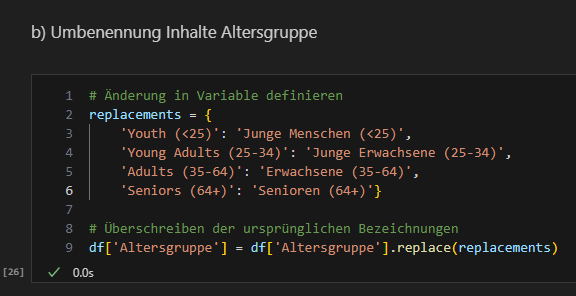 b) Umbenennung Inhalte Altersgruppe
1 # Änderung in Variable definieren
2 replacements = {
3 'Youth (<25)': 'Junge Menschen (<25)',
4 'Young Adults (25-34)': 'Junge Erwachsene (25-34)',
5 'Adults (35-64)': 'Erwachsene (35-64)',
6 'Seniors (64+)': 'Senioren (64+)'}
7
8 # Überschreiben der ursprünglichen Bezeichnungen
9 df['Altersgruppe'] = df['Altersgruppe'].replace(replacements)
[26] ✓ 0.0s